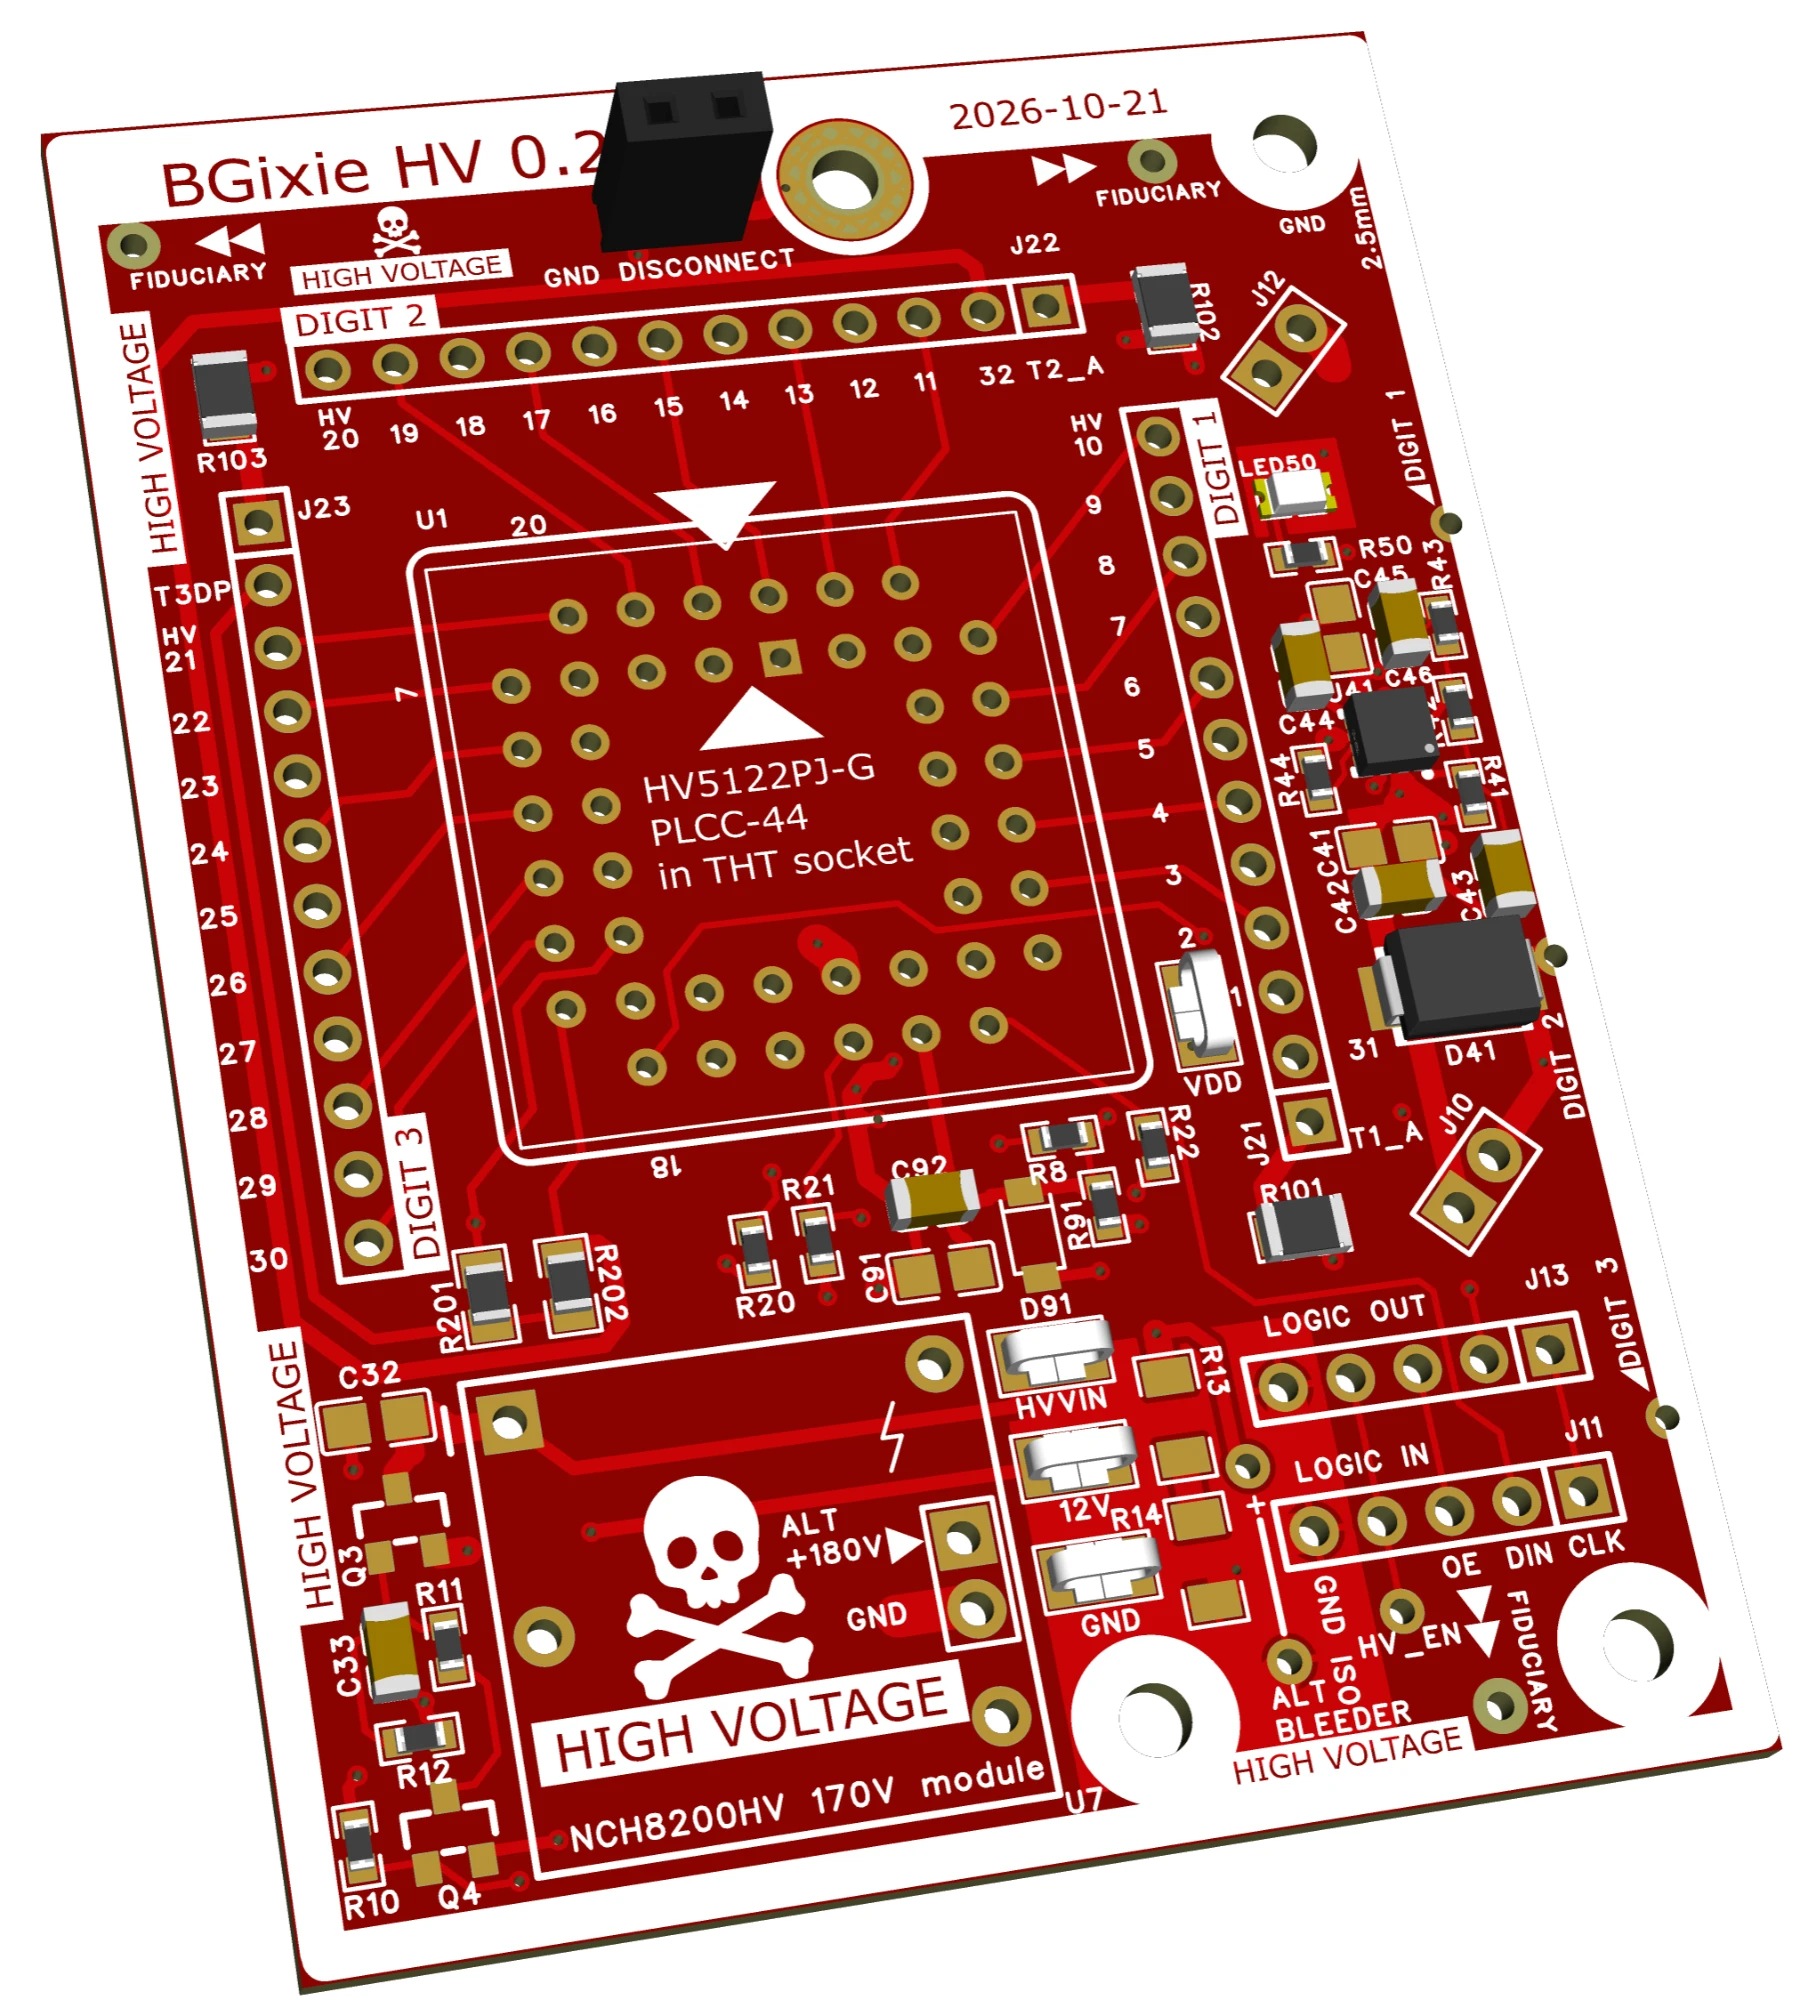 BGixie HV 0.2
2026-10-21
FIDUCIARY
HIGH VOLTAGE
GND DISCONNECT
FIDUCIARY
GND
2.5mm
J22
DIGIT 2
R102
J12
HIGH VOLTAGE
R103
HV
20 19 18 17 16 15 14 13 12 11 32 T2_A
HV
10
9
8
7
6
5
4
3
2
1
31
T1_A
J21
DIGIT 1
DIGIT 1
LED50
R50
R43
C45
C46
J41
C44
R44
R41
C41
C42
C43
D41
DIGIT 2
J10
J23
T3DP
HV
21
22
23
24
25
26
27
28
29
30
DIGIT 3
U1
20
7
18
HV5122PJ-G
PLCC-44
in THT socket
VDD
R22
R8
R91
C92
R21
R20
C91
D91
R101
R201
R202
HIGH VOLTAGE
C32
Q3
R11
C33
R12
R10
Q4
HVVIN
12V
GND
R13
R14
ALT
+180V
GND
HIGH VOLTAGE
NCH8200HV 170V module
U7
LOGIC OUT
J13
DIGIT 3
LOGIC IN
J11
+
OE DIN CLK
GND ISO
HV_EN
FIDUCIARY
ALT
BLEEDER
HIGH VOLTAGE